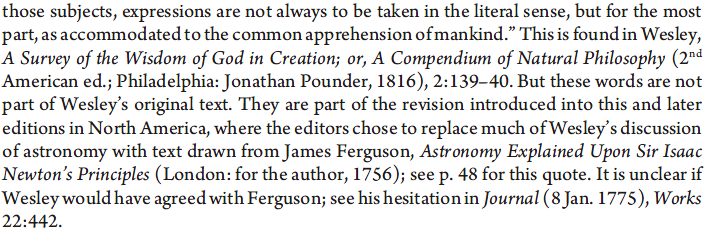 those subjects, expressions are not always to be taken in the literal sense, but for the most
part, as accommodated to the common apprehension of mankind.” This is found in Wesley,
A Survey of the Wisdom of God in Creation; or, A Compendium of Natural Philosophy (2nd
American ed.; Philadelphia: Jonathan Pounder, 1816), 2:139–40. But these words are not
part of Wesley’s original text. They are part of the revision introduced into this and later
editions in North America, where the editors chose to replace much of Wesley’s discussion
of astronomy with text drawn from James Ferguson, Astronomy Explained Upon Sir Isaac
Newton’s Principles (London: for the author, 1756); see p. 48 for this quote. It is unclear if
Wesley would have agreed with Ferguson; see his hesitation in Journal (8 Jan. 1775), Works
22:442.